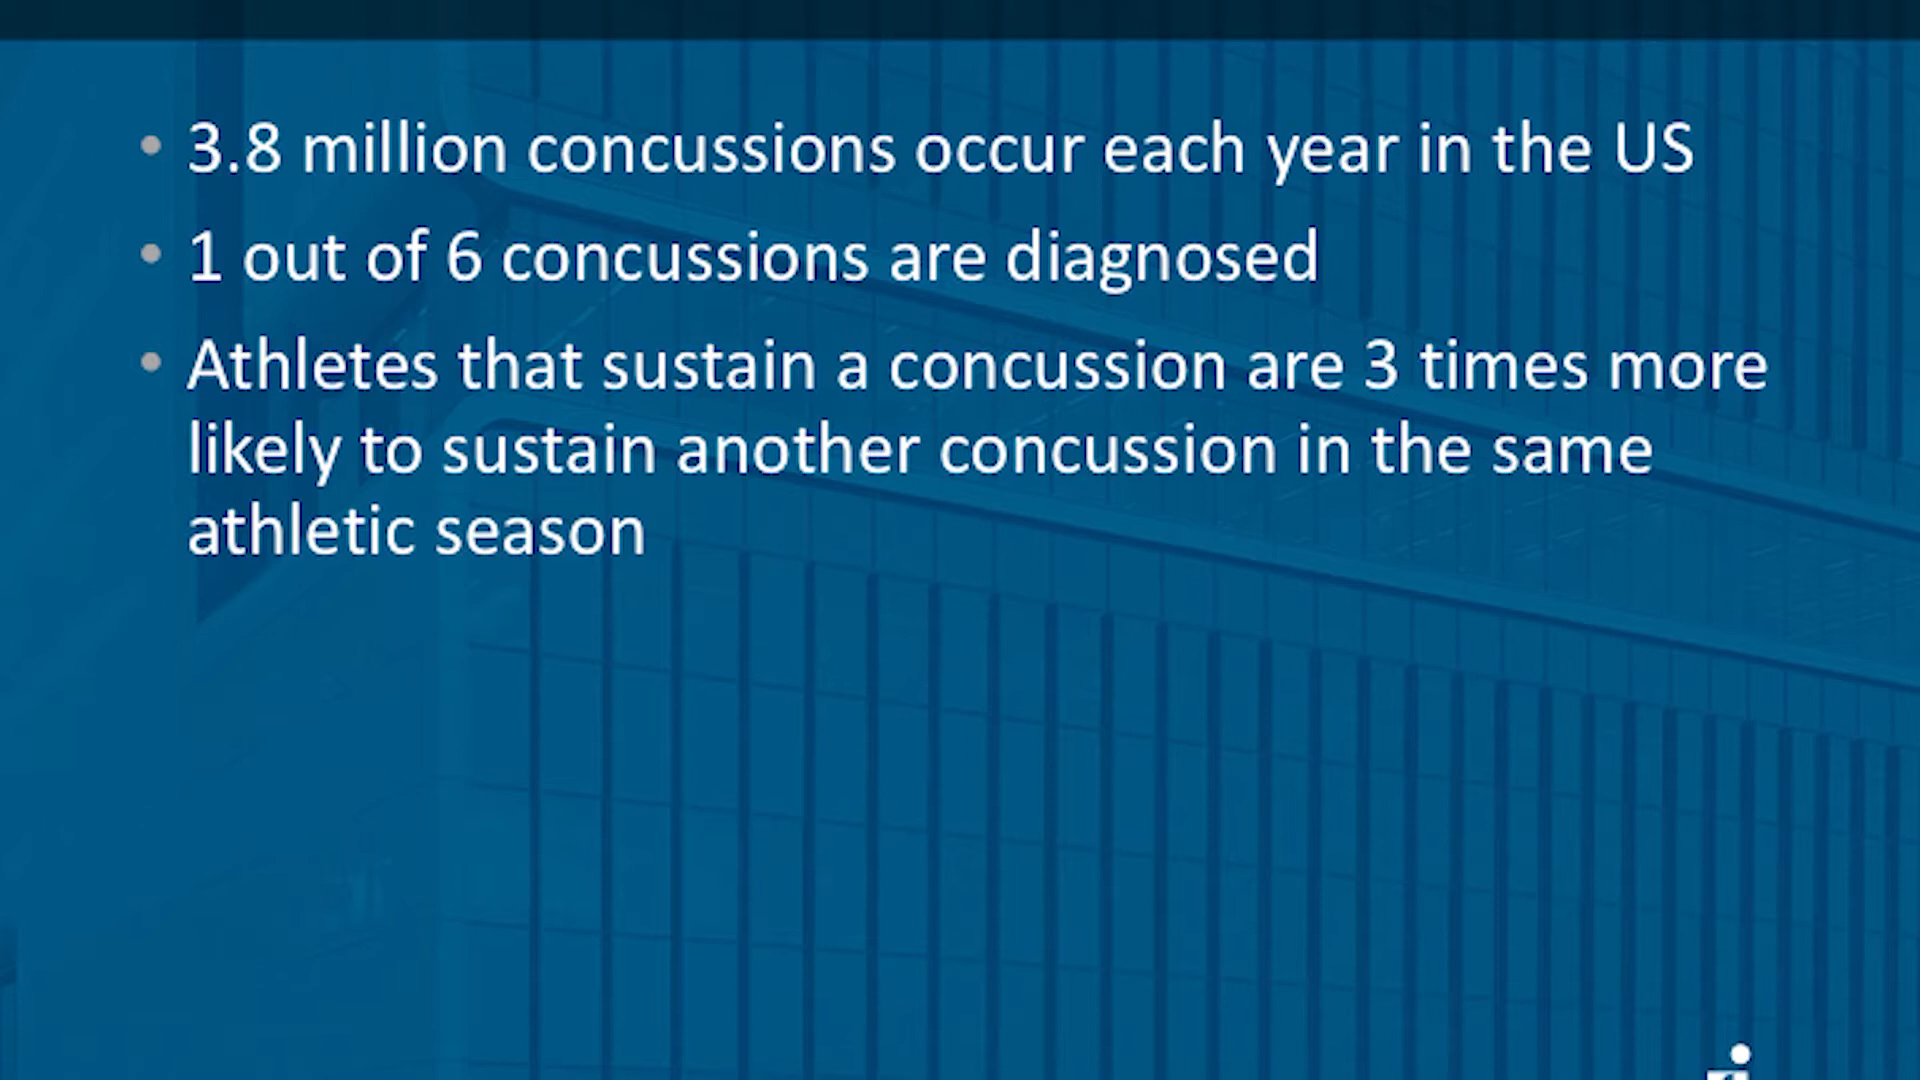 • 3.8 million concussions occur each year in the US
• 1 out of 6 concussions are diagnosed
• Athletes that sustain a concussion are 3 times more
likely to sustain another concussion in the same
athletic season